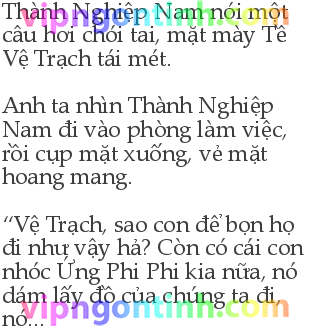 Thành Nghiệp Nam nói một
câu hơi chói tai, mặt mày Tề
Vệ Trạch tái mét.
Anh ta nhìn Thành Nghiệp
Nam đi vào phòng làm việc,
rồi cụp mặt xuống, vẻ mặt
hoang mang.
“Vệ Trạch, sao con để bọn họ
đi như vậy hả? Còn có cái con
nhóc Ứng Phi Phi kia nữa, nó
dám lấy đồ của chúng ta đi,
nó...
vipngontinh.com
vipngontinh.com